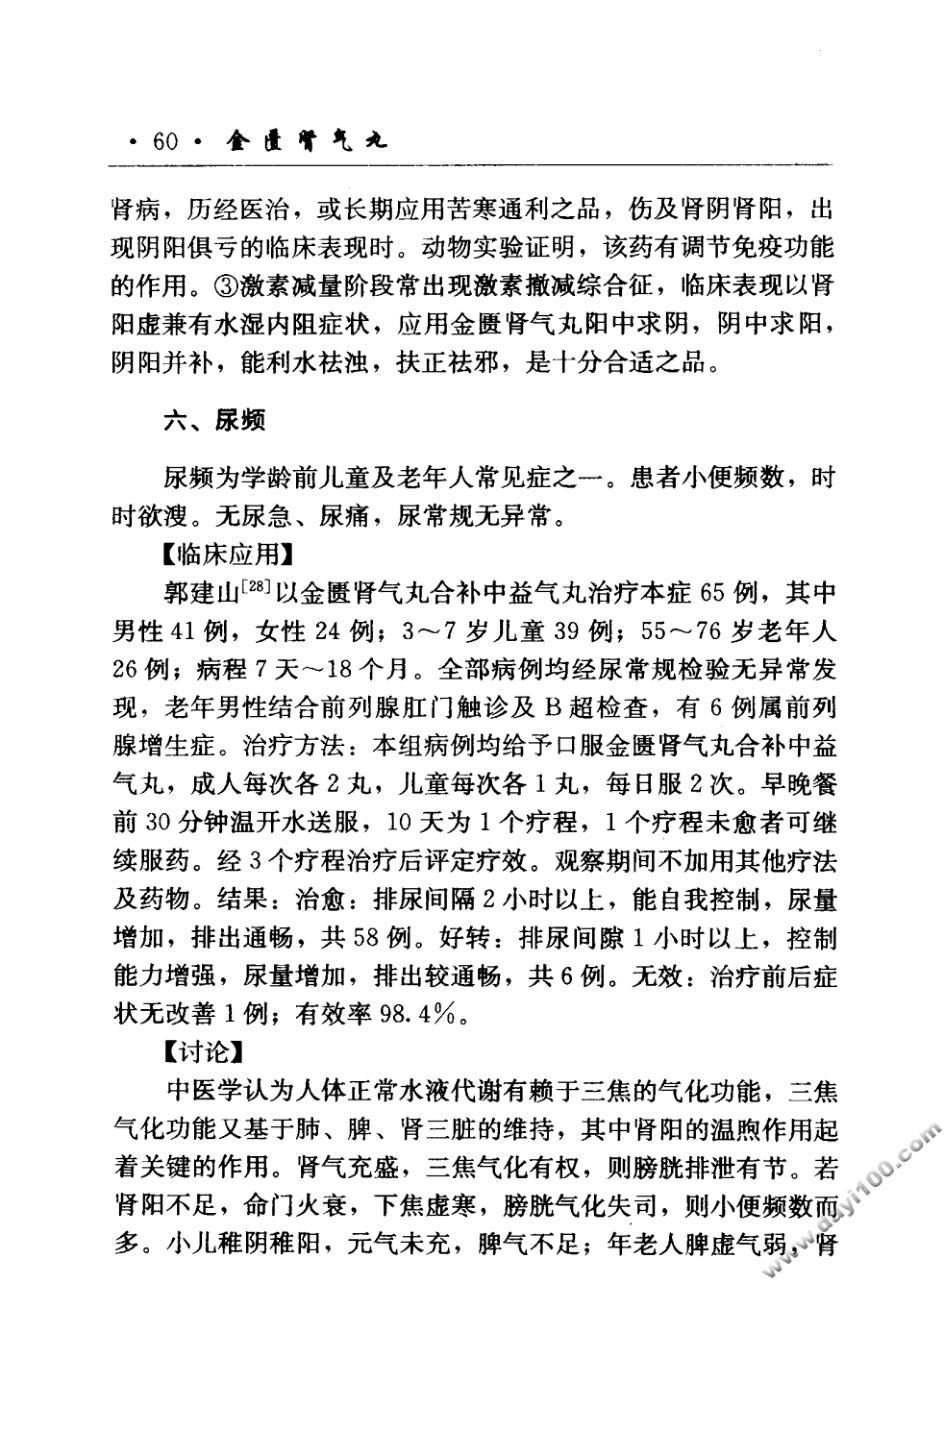 · 60 · 金匮肾气丸
肾病，历经医治，或长期应用苦寒通利之品，伤及肾阴肾阳，出
现阴阳俱亏的临床表现时。动物实验证明，该药有调节免疫功能
的作用。③激素减量阶段常出现激素撤减综合征，临床表现以肾
阳虚兼有水湿内阻症状，应用金匮肾气丸阳中求阴，阴中求阳，
阴阳并补，能利水祛浊，扶正祛邪，是十分合适之品。
六、尿频
尿频为学龄前儿童及老年人常见症之一。患者小便频数，时
时欲溲。无尿急、尿痛，尿常规无异常。
【临床应用】
郭建山[28]以金匮肾气丸合补中益气丸治疗本症 65 例，其中
男性 41 例，女性 24 例；3～7 岁儿童 39 例；55～76 岁老年人
26 例；病程 7 天～18 个月。全部病例均经尿常规检验无异常发
现，老年男性结合前列腺肛门触诊及 B 超检查，有 6 例属前列
腺增生症。治疗方法：本组病例均给予口服金匮肾气丸合补中益
气丸，成人每次各 2 丸，儿童每次各 1 丸，每日服 2 次。早晚餐
前 30 分钟温开水送服，10 天为 1 个疗程，1 个疗程未愈者可继
续服药。经 3 个疗程治疗后评定疗效。观察期间不加用其他疗法
及药物。结果：治愈：排尿间隔 2 小时以上，能自我控制，尿量
增加，排出通畅，共 58 例。好转：排尿间隙 1 小时以上，控制
能力增强，尿量增加，排出较通畅，共 6 例。无效：治疗前后症
状无改善 1 例；有效率 98.4%。
【讨论】
中医学认为人体正常水液代谢有赖于三焦的气化功能，三焦
气化功能又基于肺、脾、肾三脏的维持，其中肾阳的温煦作用起
着关键的作用。肾气充盛，三焦气化有权，则膀胱排泄有节。若
肾阳不足，命门火衰，下焦虚寒，膀胱气化失司，则小便频数而
多。小儿稚阴稚阳，元气未充，脾气不足；年老人脾虚气弱，肾
www.dayi100.com